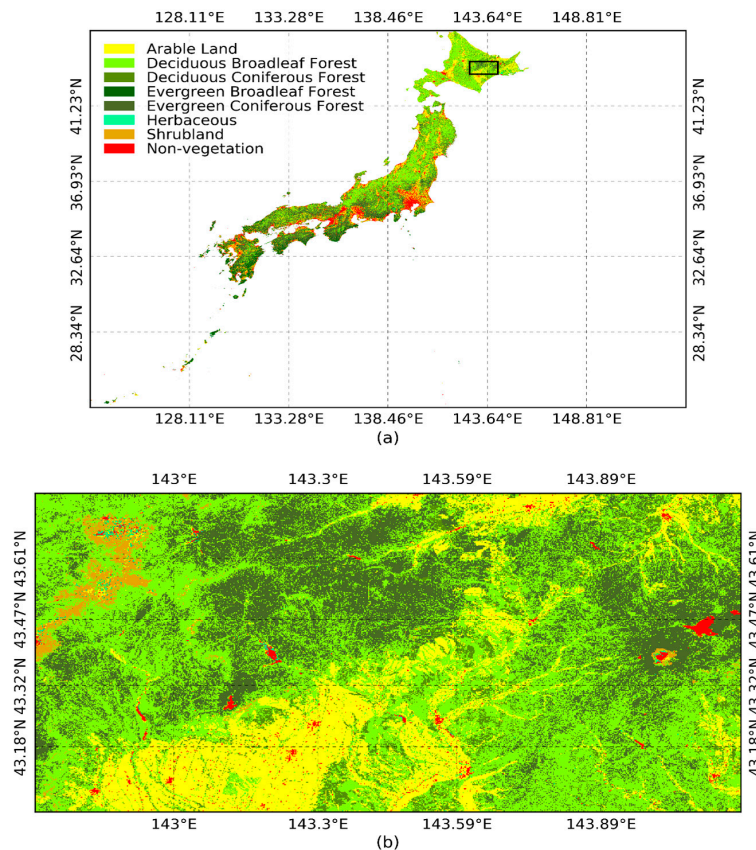 128.11°E 133.28°E 138.46°E 143.64°E 148.81°E
Arable Land
Deciduous Broadleaf Forest
Deciduous Coniferous Forest
Evergreen Broadleaf Forest
Evergreen Coniferous Forest
Herbaceous
Shrubland
Non-vegetation
41.23°N 41.23°N
36.93°N 36.93°N
32.64°N 32.64°N
28.34°N 28.34°N
128.11°E 133.28°E 138.46°E 143.64°E 148.81°E
(a)
143°E 143.3°E 143.59°E 143.89°E
43.61°N 43.61°N
43.47°N 43.47°N
43.32°N 43.32°N
43.18°N 43.18°N
143°E 143.3°E 143.59°E 143.89°E
(b)